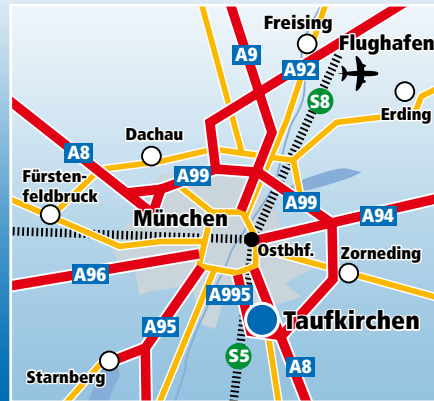 Freising
A9
Flughafen
A92
S8
Erding
Dachau
A8
A99
Fürsten-
feldbruck
München
A99
A94
Ostbhf.
Zorneding
A96
A995
A95
Taufkirchen
S5
A8
Starnberg